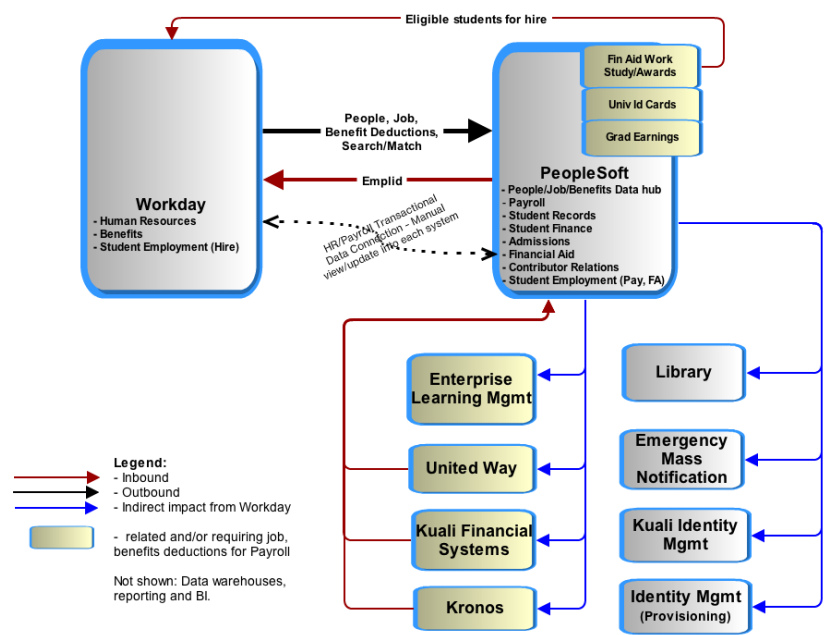 Eligible students for hire
Fin Aid Work
Study/Awards
Univ Id Cards
Grad Earnings
People, Job,
Benefit Deductions,
Search/Match
Emplid
Workday
- Human Resources
- Benefits
- Student Employment (Hire)
HR/Payroll Transactional
Data Connection - Manual
view/update into each system
PeopleSoft
- People/Job/Benefits Data hub
- Payroll
- Student Records
- Student Finance
- Admissions
- Financial Aid
- Contributor Relations
- Student Employment (Pay, FA)
Enterprise
Learning Mgmt
Library
United Way
Emergency
Mass
Notification
Kuali Financial
Systems
Kuali Identity
Mgmt
Kronos
Identity Mgmt
(Provisioning)
Legend:
- Inbound
- Outbound
- Indirect impact from Workday
- related and/or requiring job,
benefits deductions for Payroll
Not shown: Data warehouses,
reporting and BI.